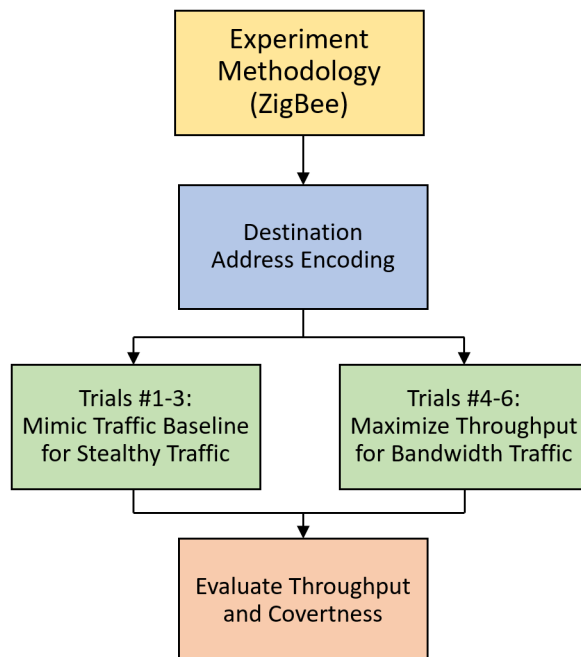 Experiment
Methodology
(ZigBee)
Destination
Address Encoding
Trials #1-3:
Mimic Traffic Baseline
for Stealthy Traffic
Trials #4-6:
Maximize Throughput
for Bandwidth Traffic
Evaluate Throughput
and Covertness